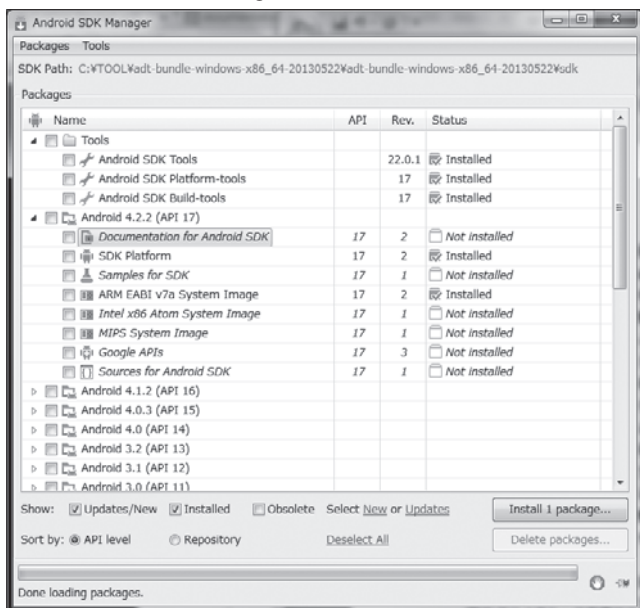 Android SDK Manager
Packages Tools
SDK Path: C:¥TOOL¥adt-bundle-windows-x86_64-20130522¥adt-bundle-windows-x86_64-20130522¥sdk
Packages
Name API Rev. Status
Tools
Android SDK Tools 22.0.1 Installed
Android SDK Platform-tools 17 Installed
Android SDK Build-tools 17 Installed
Android 4.2.2 (API 17)
Documentation for Android SDK 17 2 Not installed
SDK Platform 17 2 Installed
Samples for SDK 17 1 Not installed
ARM EABI v7a System Image 17 2 Installed
Intel x86 Atom System Image 17 1 Not installed
MIPS System Image 17 1 Not installed
Google APIs 17 3 Not installed
Sources for Android SDK 17 1 Not installed
Android 4.1.2 (API 16)
Android 4.0.3 (API 15)
Android 4.0 (API 14)
Android 3.2 (API 13)
Android 3.1 (API 12)
Android 3.0 (API 11)
Show: Updates/New Installed Obsolete Select New or Updates Install 1 package...
Sort by: API level Repository Deselect All Delete packages...
Done loading packages.